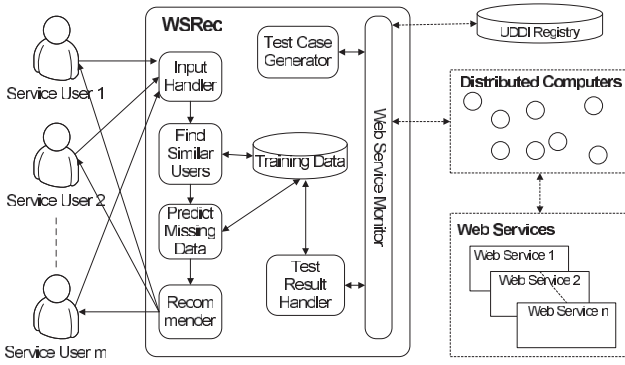 WSRec
Service User 1
Service User 2
Service User m
Input
Handler
Find
Similar
Users
Predict
Missing
Data
Recom
mender
Test Case
Generator
Training Data
Test
Result
Handler
Web Service Monitor
UDDI Registry
Distributed Computers
Web Services
Web Service 1
Web Service 2
Web Service n